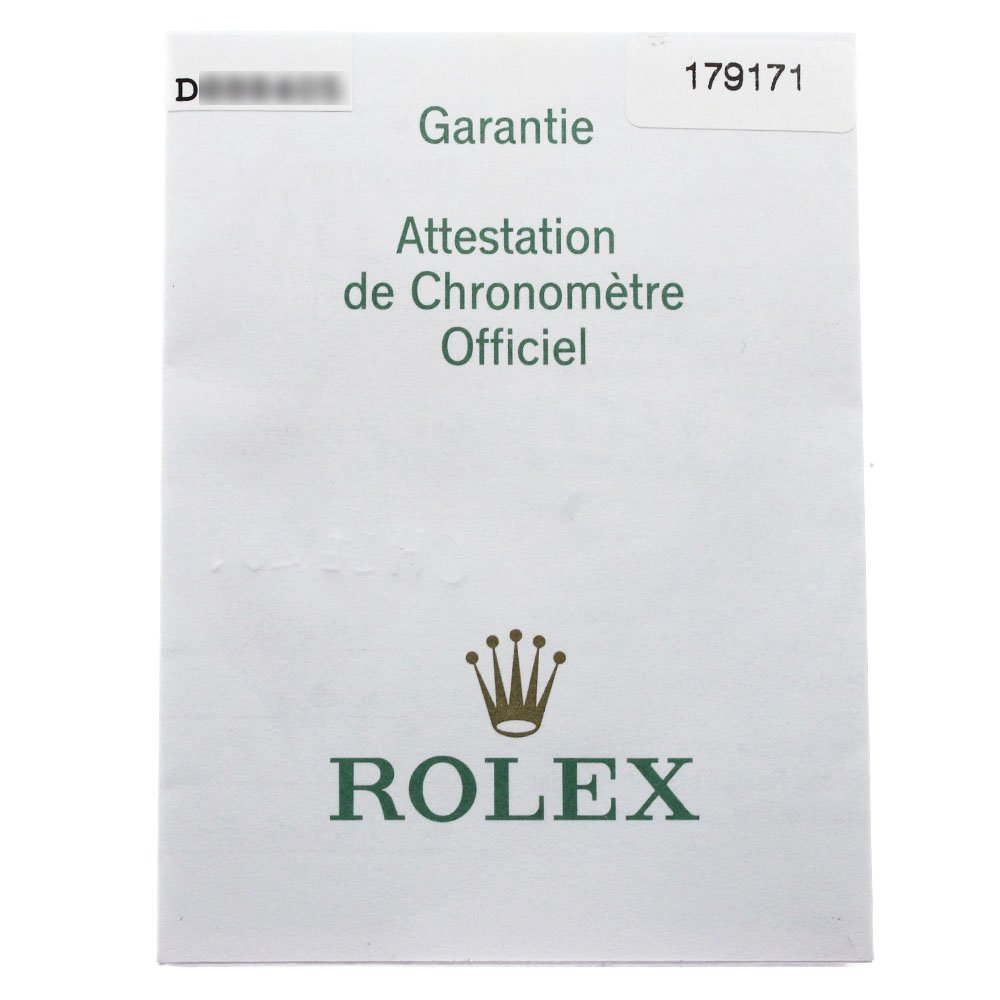 D
179171
Garantie
Attestation
de Chronomètre
Officiel
ROLEX